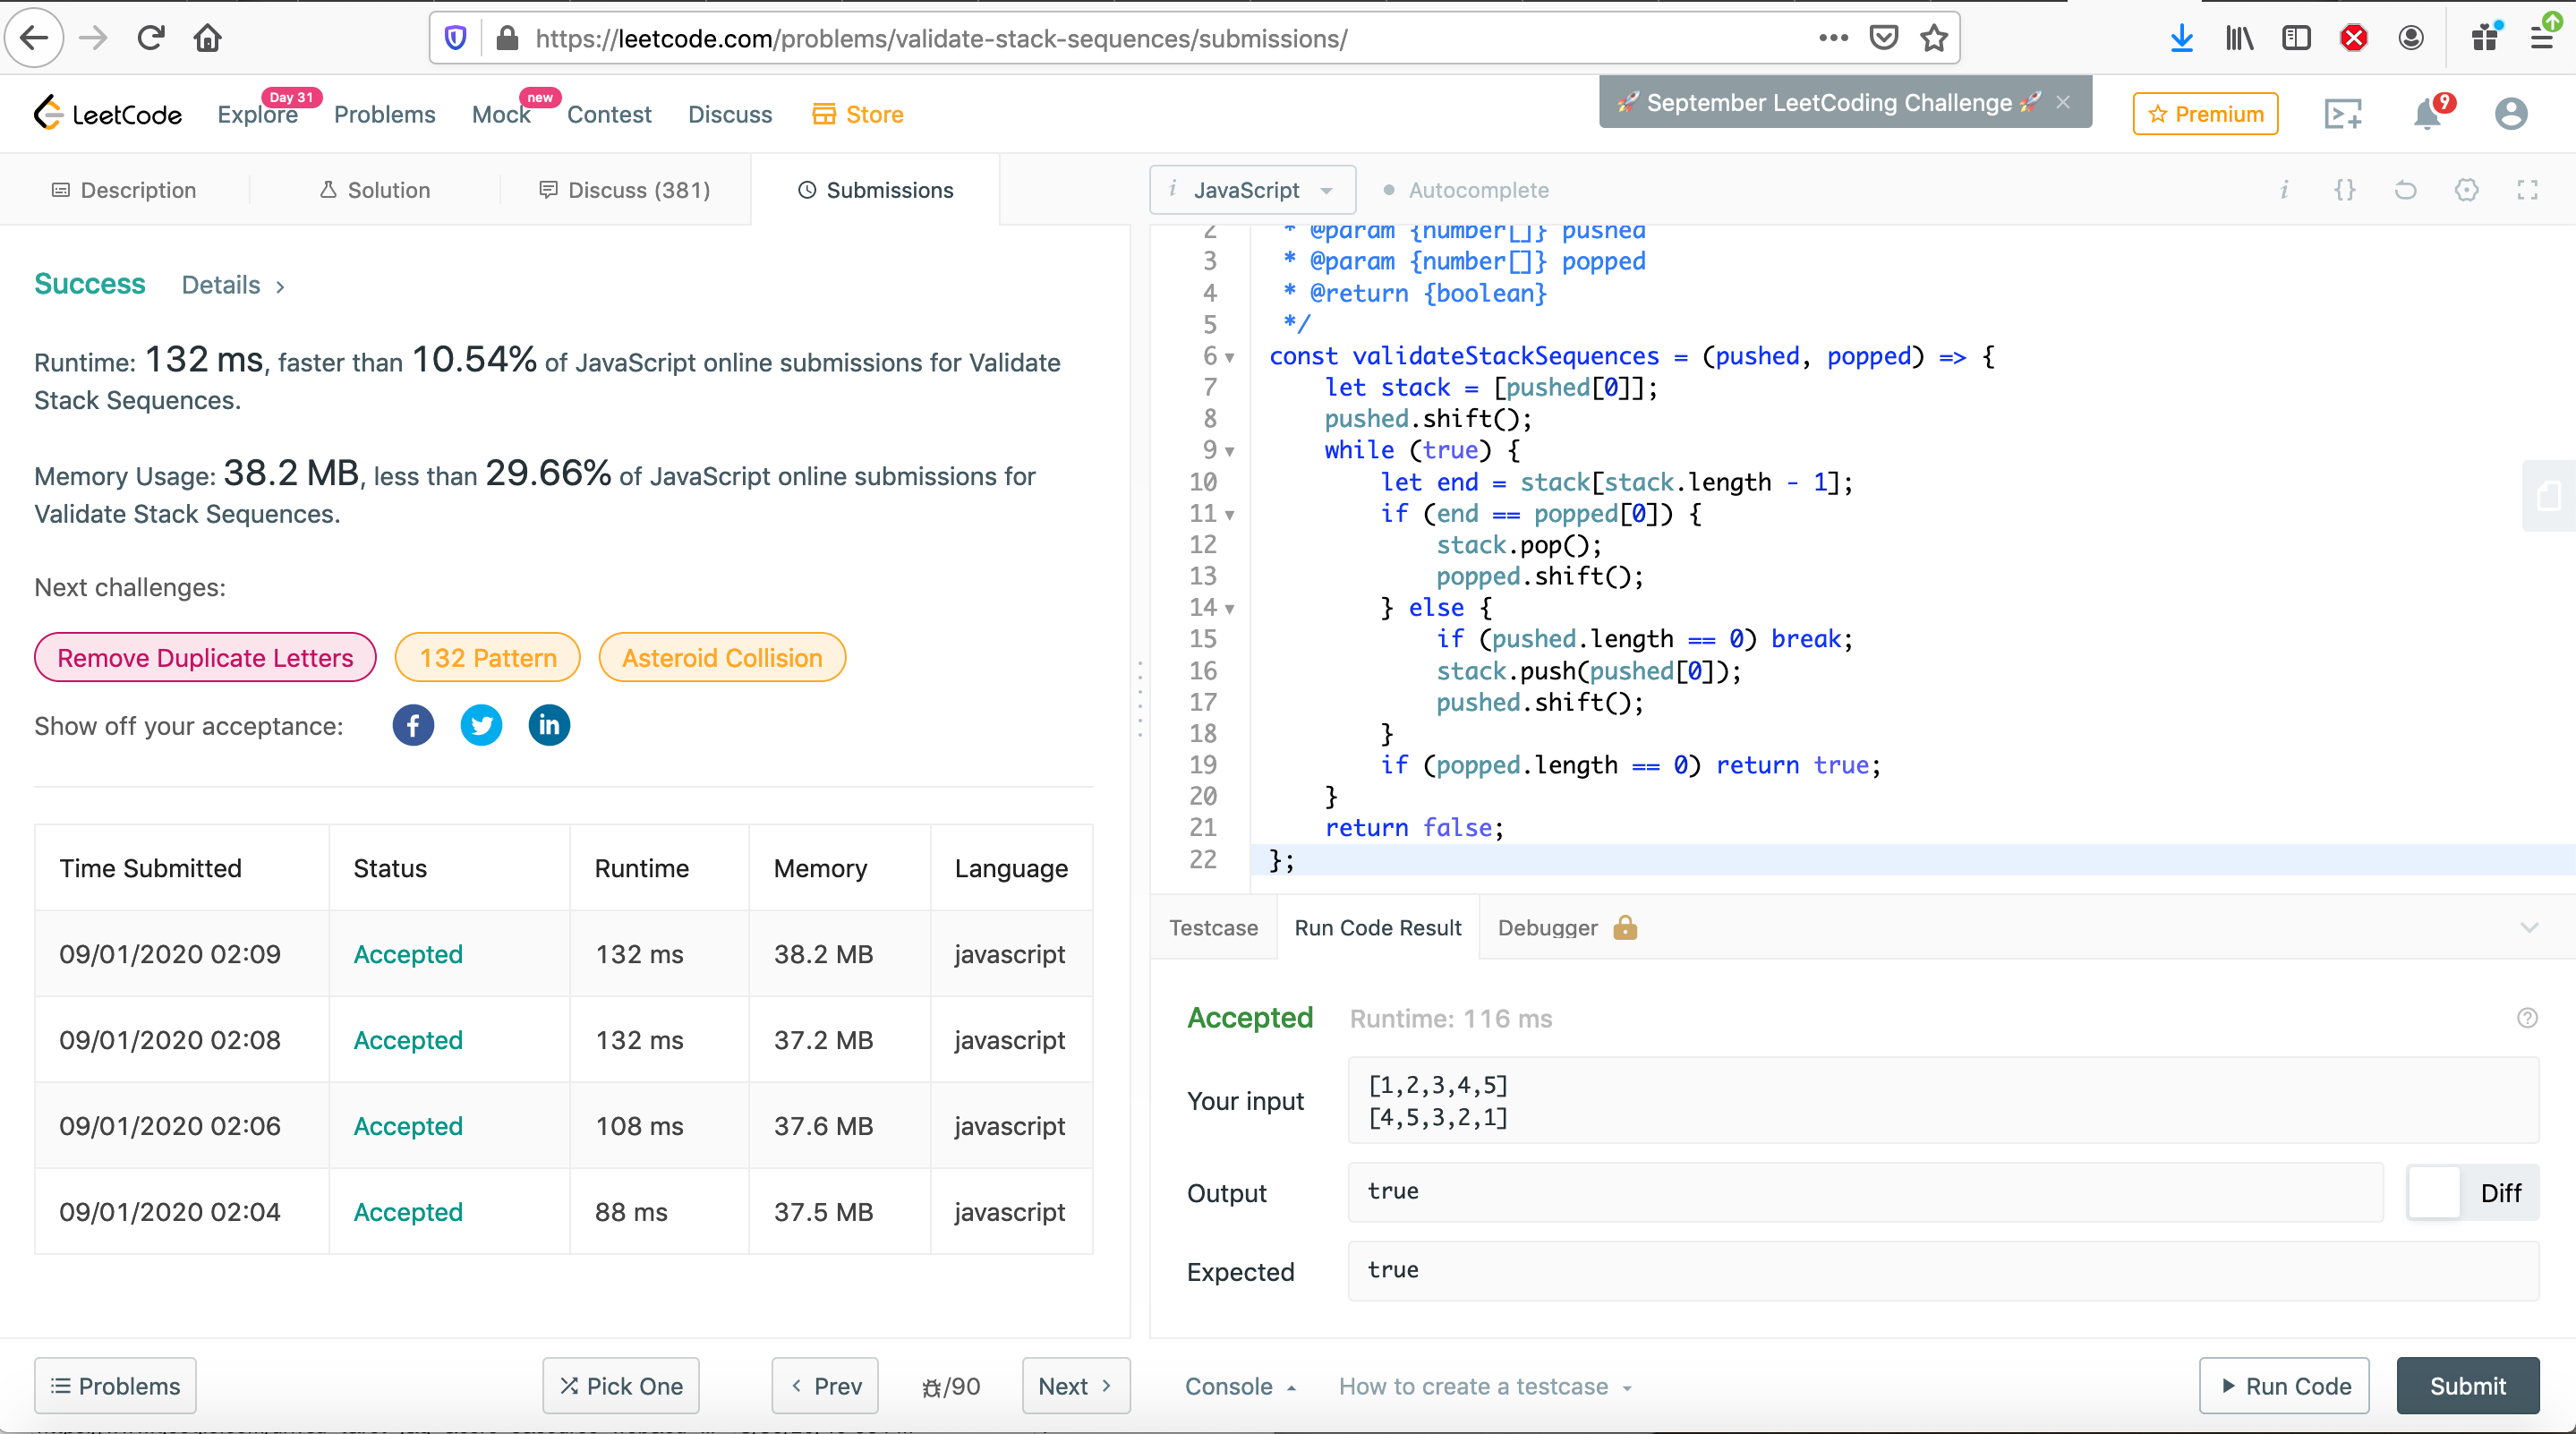 https://leetcode.com/problems/validate-stack-sequences/submissions/
LeetCode
Explore
Day 31
Problems
Mock
new
Contest
Discuss
Store
🚀 September LeetCoding Challenge 🚀 ×
Premium
9
Description
Solution
Discuss (381)
Submissions
i JavaScript
Autocomplete
i {}
Success Details >
Runtime: 132 ms, faster than 10.54% of JavaScript online submissions for Validate
Stack Sequences.
Memory Usage: 38.2 MB, less than 29.66% of JavaScript online submissions for
Validate Stack Sequences.
Next challenges:
Remove Duplicate Letters
132 Pattern
Asteroid Collision
Show off your acceptance:
f
in
Time Submitted Status Runtime Memory Language
09/01/2020 02:09 Accepted 132 ms 38.2 MB javascript
09/01/2020 02:08 Accepted 132 ms 37.2 MB javascript
09/01/2020 02:06 Accepted 108 ms 37.6 MB javascript
09/01/2020 02:04 Accepted 88 ms 37.5 MB javascript
Problems
Pick One
< Prev
/90
Next >
2 * @param {number[]} pushed
3 * @param {number[]} popped
4 * @return {boolean}
5 */
6 const validateStackSequences = (pushed, popped) => {
7 let stack = [pushed[0]];
8 pushed.shift();
9 while (true) {
10 let end = stack[stack.length - 1];
11 if (end == popped[0]) {
12 stack.pop();
13 popped.shift();
14 } else {
15 if (pushed.length == 0) break;
16 stack.push(pushed[0]);
17 pushed.shift();
18 }
19 if (popped.length == 0) return true;
20 }
21 return false;
22 };
Testcase
Run Code Result
Debugger
Accepted Runtime: 116 ms
?
Your input
[1,2,3,4,5]
[4,5,3,2,1]
Output
true
Diff
Expected
true
Console
How to create a testcase
Run Code
Submit